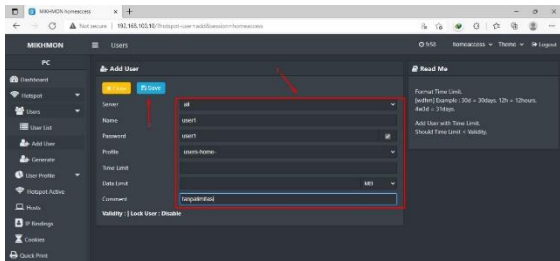 MIKHMON homeaccess
Not secure | 192.168.100.10/?hotspot-user=add&session=homeaccess
MIKHMON
Users
9:50
homeaccess
Theme
Logout
PC
Dashboard
Hotspot
Users
User List
Add User
Generate
User Profile
Hotspot Active
Hosts
IP Bindings
Cookies
Quick Print
Add User
Close
Save
Server
all
Name
user1
Password
user1
Profile
users-home-
Time Limit
Data Limit
MB
Comment
tanpalimitasi
Validity : | Lock User : Disable
Read Me
Format Time Limit.
[wdhm] Example : 30d = 30days, 12h = 12hours, 
4w3d = 31days.
Add User with Time Limit.
Should Time Limit < Validity.